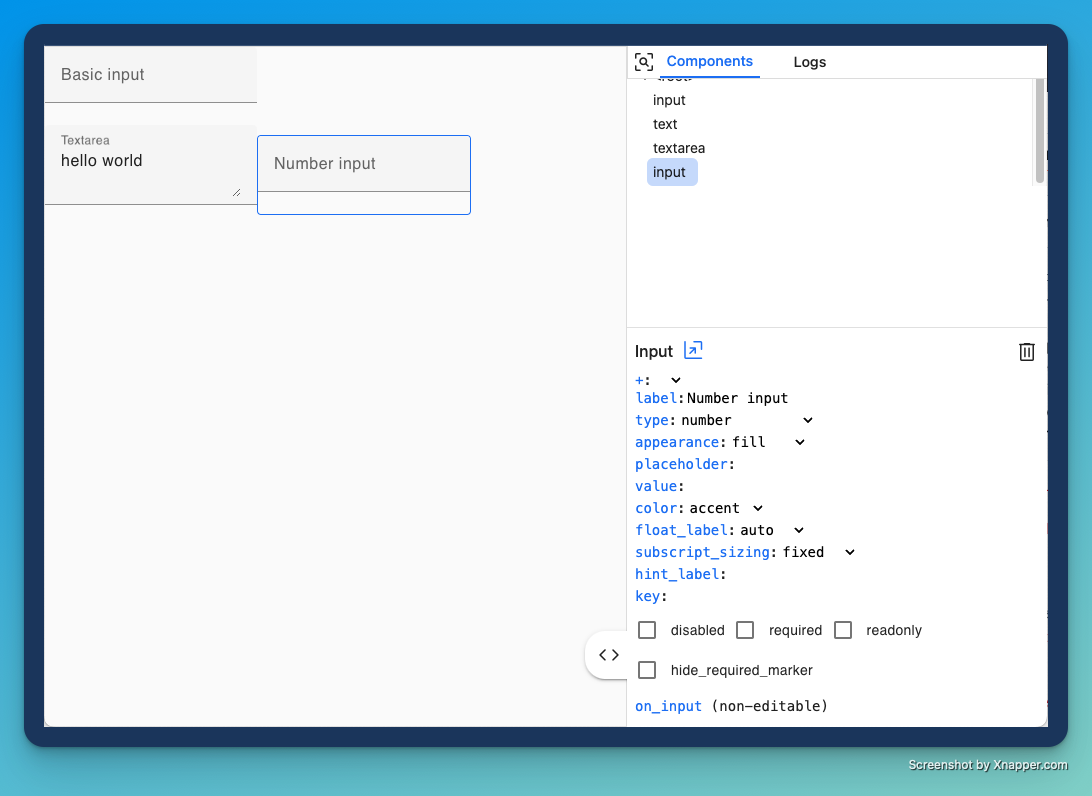 Basic input
Textarea
hello world
Number input
Components
Logs
input
text
textarea
input
Input
+:
label: Number input
type: number
appearance: fill
placeholder:
value:
color: accent
float_label: auto
subscript_sizing: fixed
hint_label:
key:
disabled
required
readonly
hide_required_marker
on_input (non-editable)
< >
Screenshot by Xnapper.com